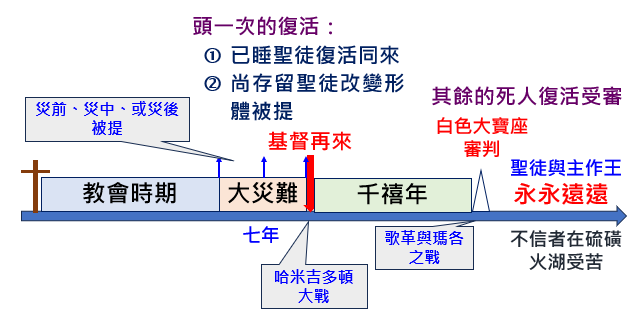 頭一次的復活：
① 已睡聖徒復活同來
② 尚存留聖徒改變形
體被提
其餘的死人復活受審
災前、災中、或災後
被提
基督再來
白色大寶座
審判
聖徒與主作王
永永遠遠
教會時期
大災難
千禧年
七年
歌革與瑪各
之戰
不信者在硫磺
火湖受苦
哈米吉多頓
大戰